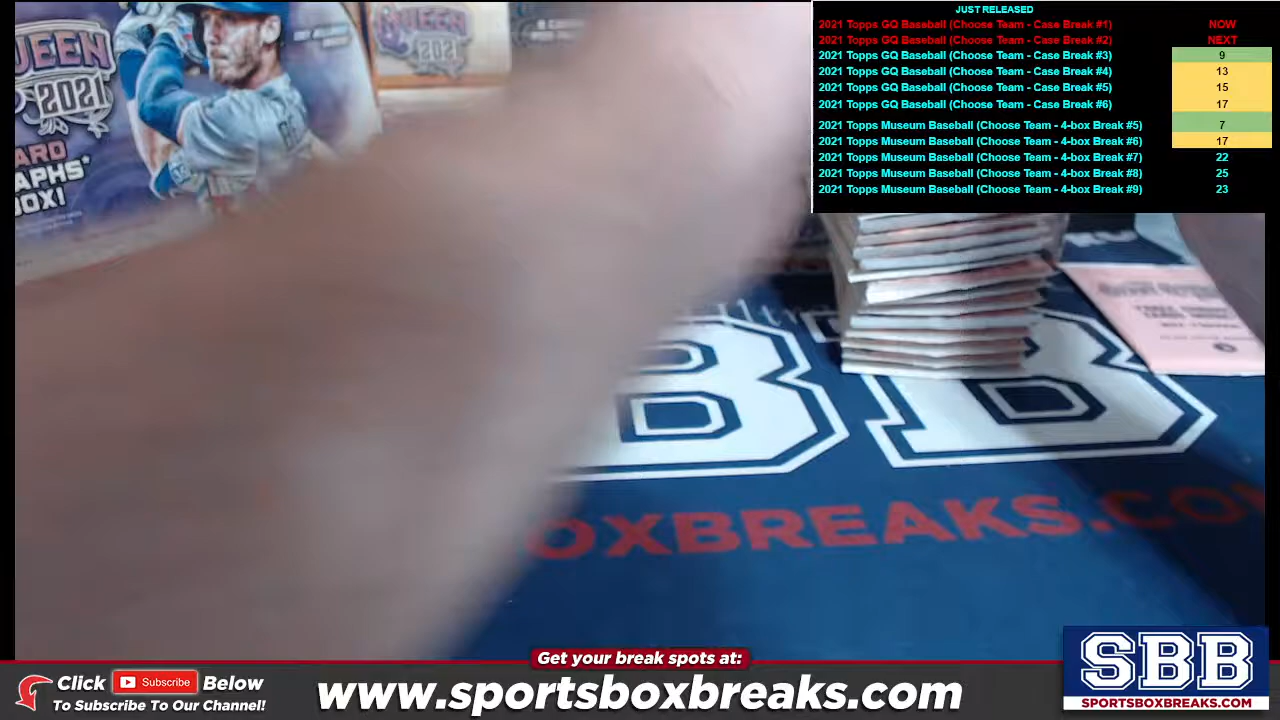 JUST RELEASED
2021 Topps GQ Baseball (Choose Team - Case Break #1) NOW
2021 Topps GQ Baseball (Choose Team - Case Break #2) NEXT
2021 Topps GQ Baseball (Choose Team - Case Break #3) 9
2021 Topps GQ Baseball (Choose Team - Case Break #4) 13
2021 Topps GQ Baseball (Choose Team - Case Break #5) 15
2021 Topps GQ Baseball (Choose Team - Case Break #6) 17
2021 Topps Museum Baseball (Choose Team - 4-box Break #5) 7
2021 Topps Museum Baseball (Choose Team - 4-box Break #6) 17
2021 Topps Museum Baseball (Choose Team - 4-box Break #7) 22
2021 Topps Museum Baseball (Choose Team - 4-box Break #8) 25
2021 Topps Museum Baseball (Choose Team - 4-box Break #9) 23
UEEN
2021
ARD
APHS*
OX!
2021
BB
OXBREAKS.CO
Get your break spots at:
Click Subscribe Below
To Subscribe To Our Channel!
www.sportsboxbreaks.com
SBB
SPORTSBOXBREAKS.COM